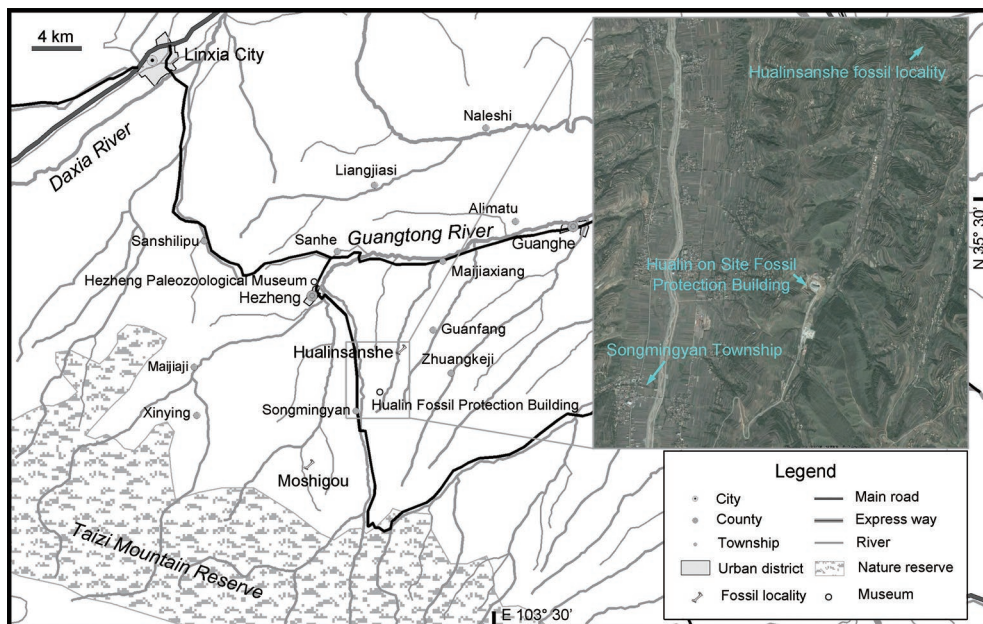 4 km
Linxia City
Hualinsanshe fossil locality
Naleshi
Daxia River
Liangjiasi
Alimatu
N 35° 30'
Sanshilipu
Sanhe
Guangtong River
Guanghe
Maijiaxiang
Hezheng Paleozoological Museum
Hezheng
Hualin on Site Fossil
Protection Building
Guanfang
Hualinsanshe
Zhuangkeji
Songmingyan Township
Maijiaji
Xinying
Songmingyan
Hualin Fossil Protection Building
Moshigou
Taizi Mountain Reserve
E 103° 30'
Legend
City
Main road
County
Express way
Township
River
Urban district
Nature reserve
Fossil locality
Museum